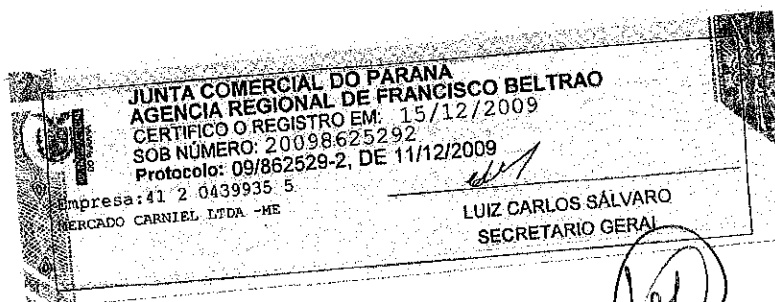 JUNTA COMERCIAL DO PARANA
AGENCIA REGIONAL DE FRANCISCO BELTRAO
CERTIFICO O REGISTRO EM: 15/12/2009
SOB NÚMERO: 20098625292
Protocolo: 09/862529-2, DE 11/12/2009
Empresa:41 2 0439935 5
MERCADO CARNIEL LTDA -ME
LUIZ CARLOS SÁLVARO
SECRETARIO GERAL